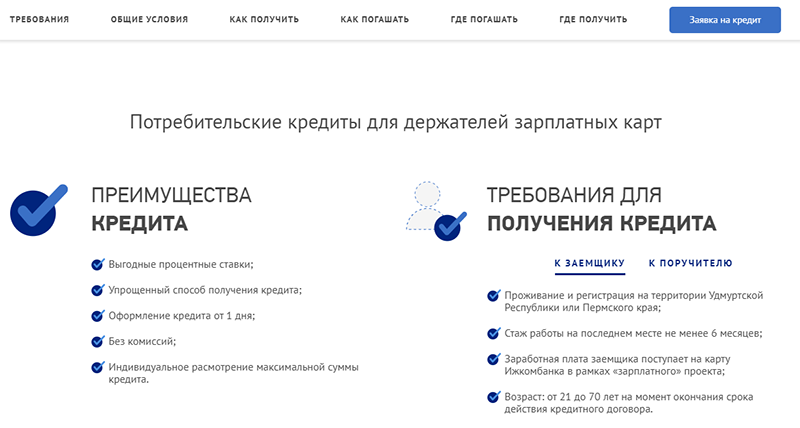 ТРЕБОВАНИЯ ОБЩИЕ УСЛОВИЯ КАК ПОЛУЧИТЬ КАК ПОГАШАТЬ ГДЕ ПОГАШАТЬ ГДЕ ПОЛУЧИТЬ Заявка на кредит
Потребительские кредиты для держателей зарплатных карт
ПРЕИМУЩЕСТВА
КРЕДИТА
Выгодные процентные ставки;
Упрощенный способ получения кредита;
Оформление кредита от 1 дня;
Без комиссий;
Индивидуальное расмотрение максимальной суммы
кредита.
ТРЕБОВАНИЯ ДЛЯ
ПОЛУЧЕНИЯ КРЕДИТА
К ЗАЕМЩИКУ К ПОРУЧИТЕЛЮ
Проживание и регистрация на территории Удмуртской
Республики или Пермского края;
Стаж работы на последнем месте не менее 6 месяцев;
Заработная плата заемщика поступает на карту
Ижкомбанка в рамках «зарплатного» проекта;
Возраст: от 21 до 70 лет на момент окончания срока
действия кредитного договора.